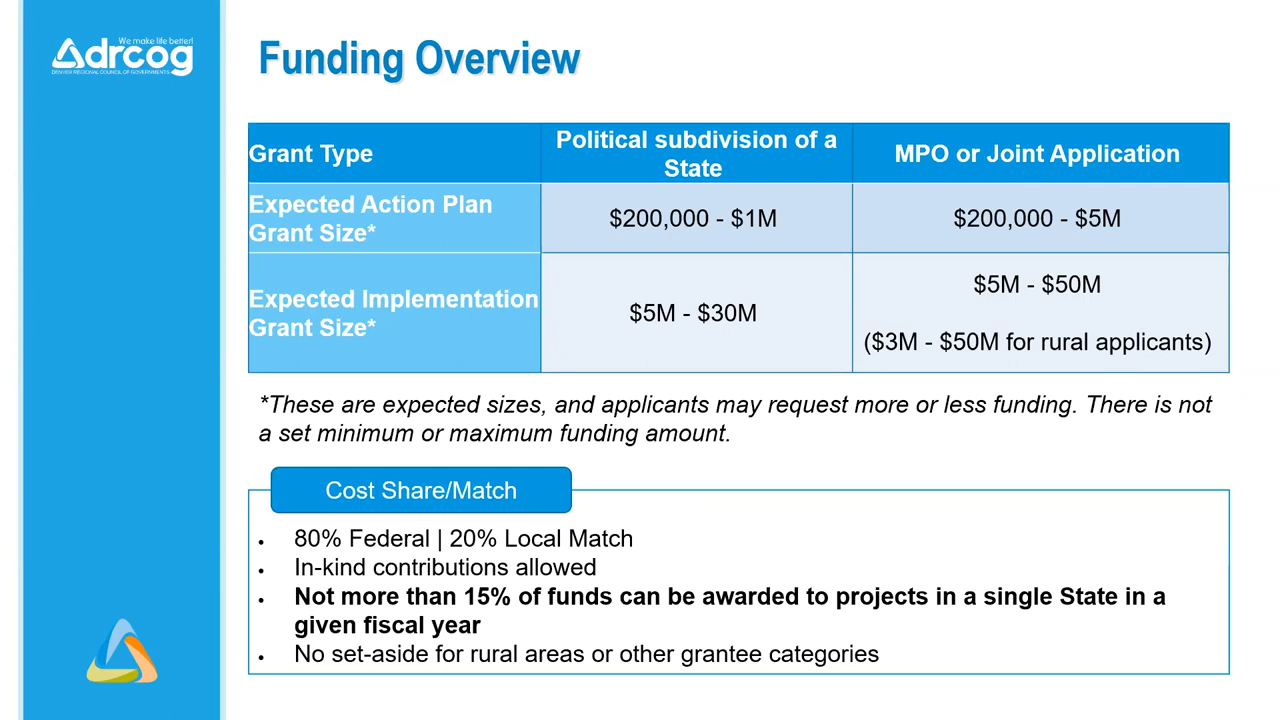 We make life better!
drcog
DENVER REGIONAL COUNCIL OF GOVERNMENTS
Funding Overview
Grant Type
Political subdivision of a
State
MPO or Joint Application
Expected Action Plan
Grant Size*
$200,000 - $1M
$200,000 - $5M
Expected Implementation
Grant Size*
$5M - $30M
$5M - $50M
($3M - $50M for rural applicants)
*These are expected sizes, and applicants may request more or less funding. There is not
a set minimum or maximum funding amount.
Cost Share/Match
• 80% Federal | 20% Local Match
• In-kind contributions allowed
• Not more than 15% of funds can be awarded to projects in a single State in a
given fiscal year
• No set-aside for rural areas or other grantee categories